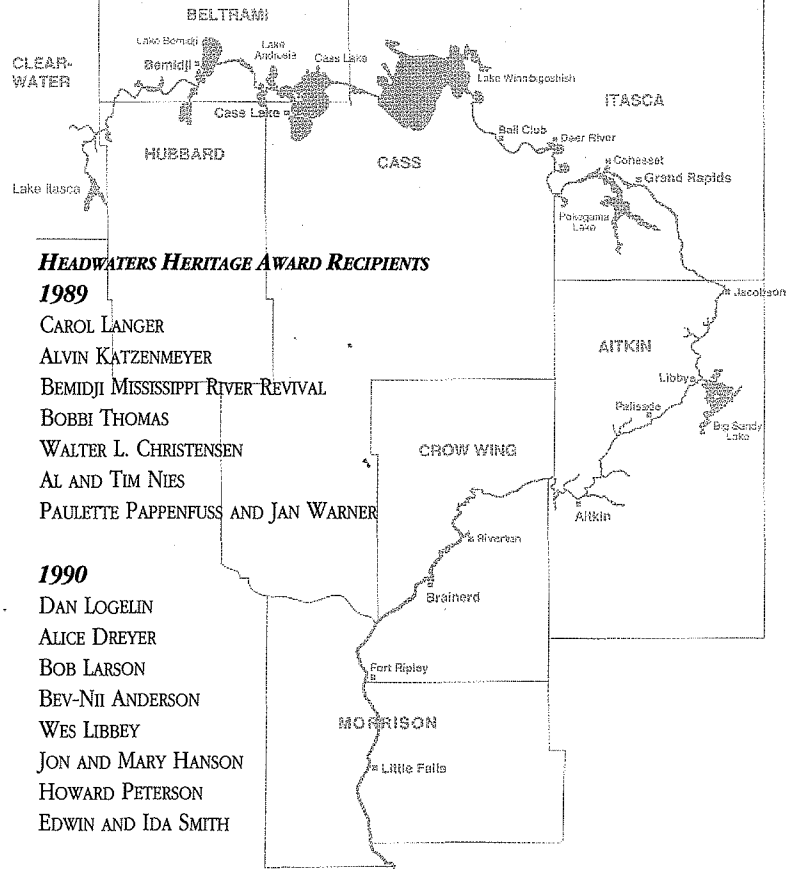 BELTRAMI
Lake Bemidji
Bemidji
Lake
Andrusia
Cass Lake
CLEAR-
WATER
Lake Winnibigoshish
ITASCA
Cass Lake
Ball Club
Deer River
HUBBARD
CASS
Cohasset
Grand Rapids
Lake Itasca
Pokegama
Lake
HEADWATERS HERITAGE AWARD RECIPIENTS
1989
CAROL LANGER
ALVIN KATZENMEYER
BEMIDJI MISSISSIPPI RIVER REVIVAL
BOBBI THOMAS
WALTER L. CHRISTENSEN
AL AND TIM NIES
PAULETTE PAPPENFUSS AND JAN WARNER
Jacobson
AITKIN
Libby
Palisade
Big Sandy
Lake
CROW WING
Aitkin
Riverton
Brainerd
1990
DAN LOGELIN
ALICE DREYER
BOB LARSON
BEV-NII ANDERSON
WES LIBBEY
JON AND MARY HANSON
HOWARD PETERSON
EDWIN AND IDA SMITH
Fort Ripley
MORRISON
Little Falls